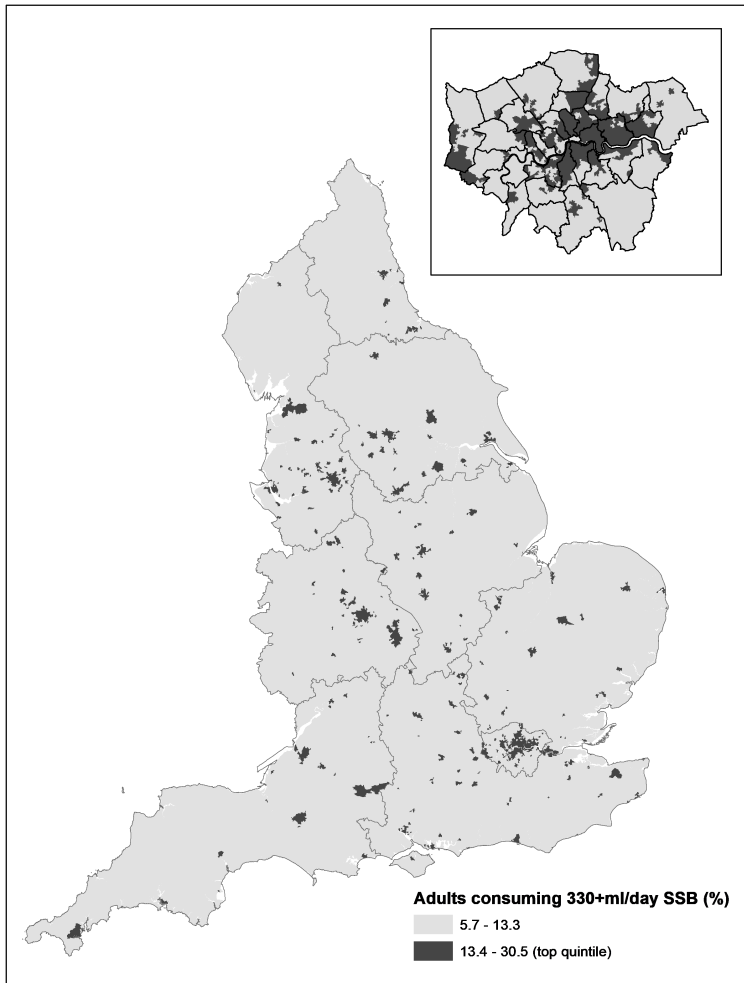 Adults consuming 330+ml/day SSB (%)
5.7 - 13.3
13.4 - 30.5 (top quintile)